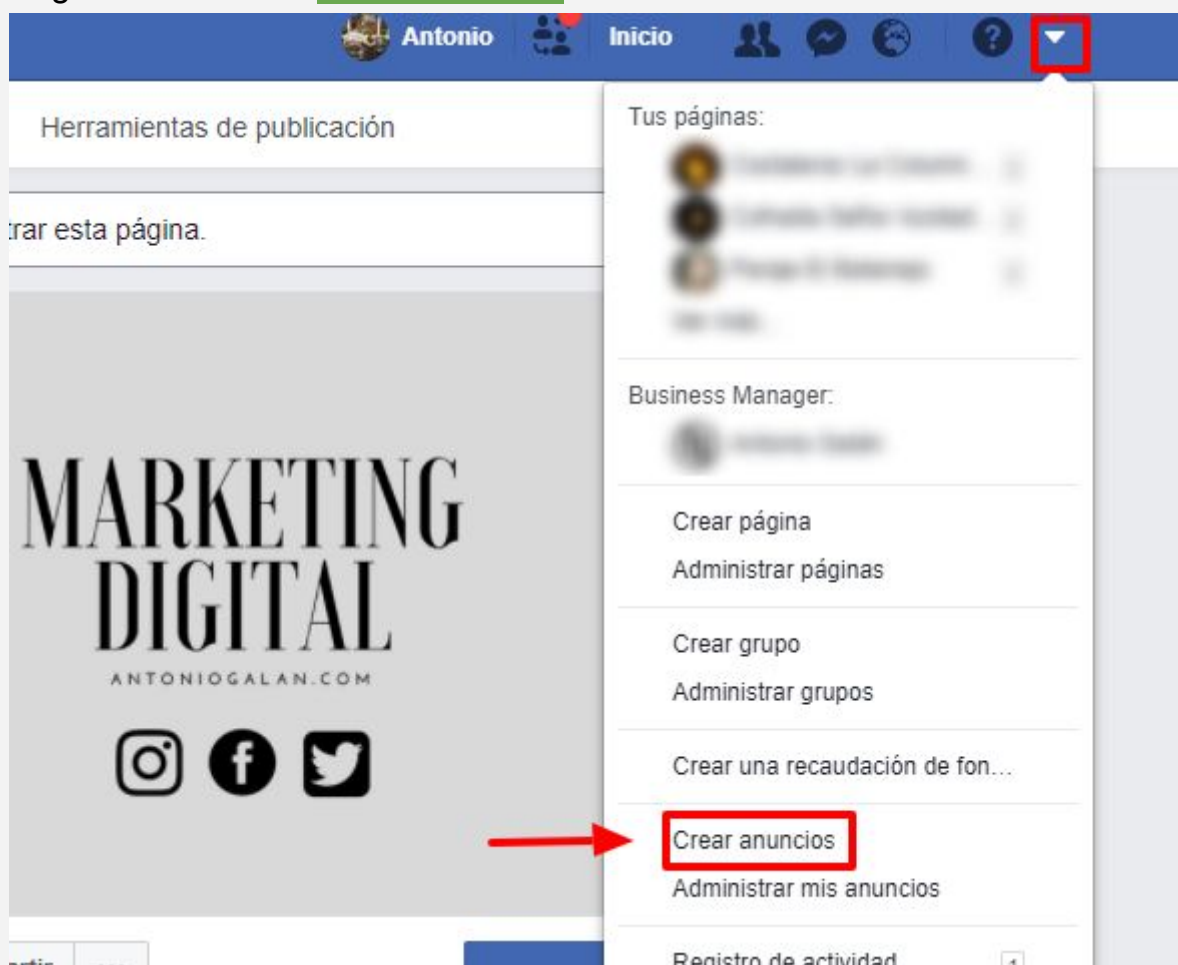 Antonio
Inicio
Herramientas de publicación
trar esta página.
Tus páginas:
Business Manager:
MARKETING
DIGITAL
ANTONIOGALAN.COM
Crear página
Administrar páginas
Crear grupo
Administrar grupos
Crear una recaudación de fon...
Crear anuncios
Administrar mis anuncios
Registro de actividad